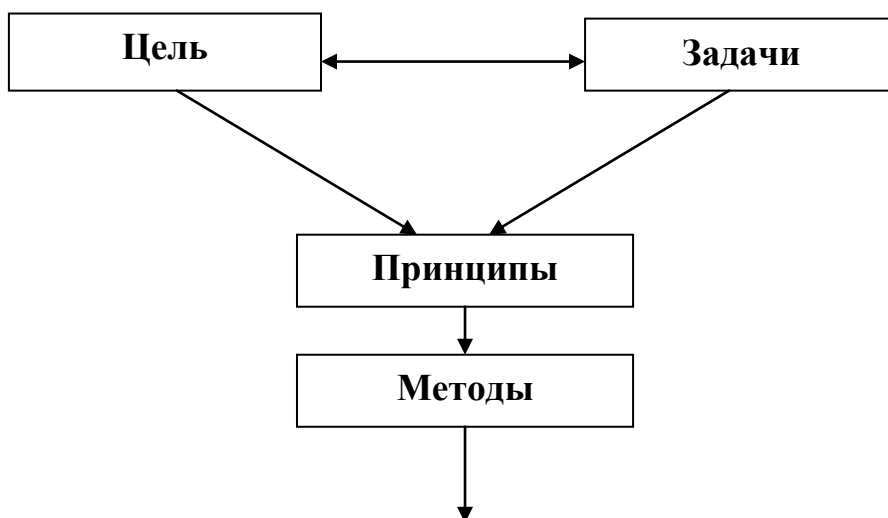 Цель
Задачи
Принципы
Методы